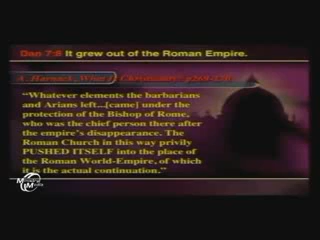 Dan 7:8 It grew out of the Roman Empire.
A. Harnack, What Is Christianity? p269-270
“Whatever elements the barbarians
and Arians left...[came] under the
protection of the Bishop of Rome,
who was the chief person there after
the empire's disappearance. The
Roman Church in this way privily
PUSHED ITSELF into the place of
the Roman World-Empire, of which
it is the actual continuation.”